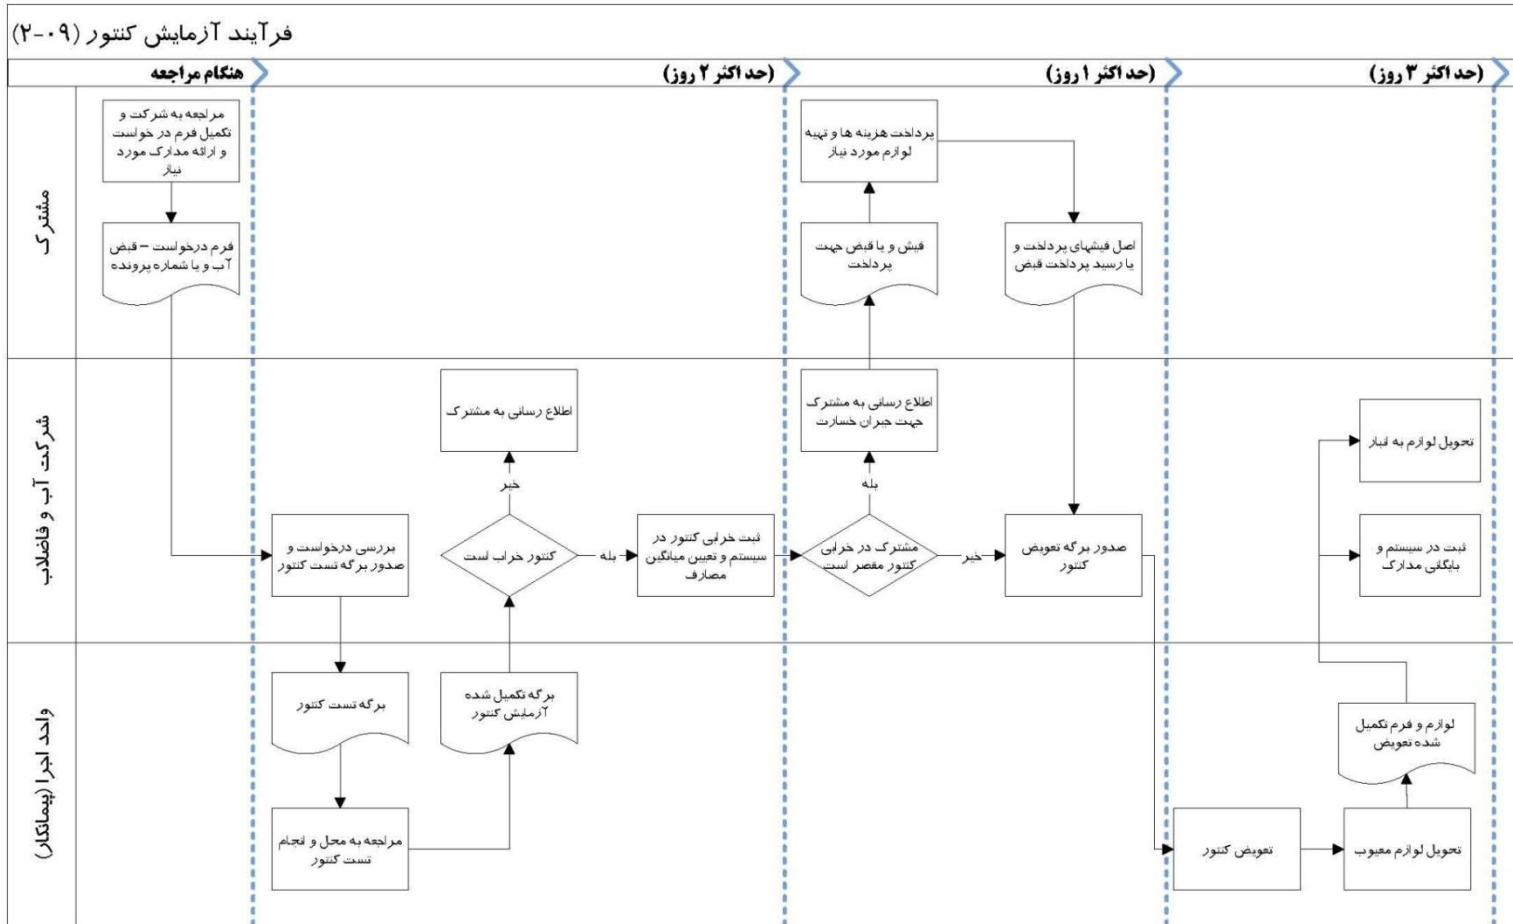 فرآیند آزمایش کنتور (۰۹-۲)
هنگام مراجعه
(حداکثر ۲ روز)
(حداکثر ۱ روز)
(حداکثر ۳ روز)
مشترک
مراجعه به شرکت و
تکمیل فرم درخواست
و ارائه مدارک مورد
نیاز
فرم درخواست – قبض
آب و یا شماره پرونده
پرداخت هزینه ها و تهیه
لوازم مورد نیاز
فیش و یا قبض جهت
پرداخت
اصل فیشهای پرداخت و
یا رسید پرداخت قبض
شرکت آب و فاضلاب
بررسی درخواست و
صدور برگه تست کنتور
اطلاع رسانی به مشترک
خیر
کنتور خراب است
بله
ثبت خرابی کنتور در
سیستم و تعیین میانگین
مصارف
اطلاع رسانی به مشترک
جهت جبران خسارت
بله
مشترک در خرابی
کنتور مقصر است
خیر
صدور برگه تعویض
کنتور
تحویل لوازم به انبار
ثبت در سیستم و
بایگانی مدارک
واحد اجرا (پیمانکار)
برگه تست کنتور
مراجعه به محل و انجام
تست کنتور
برگه تکمیل شده
آزمایش کنتور
تعویض کنتور
تحویل لوازم معیوب
لوازم و فرم تکمیل
شده تعویض